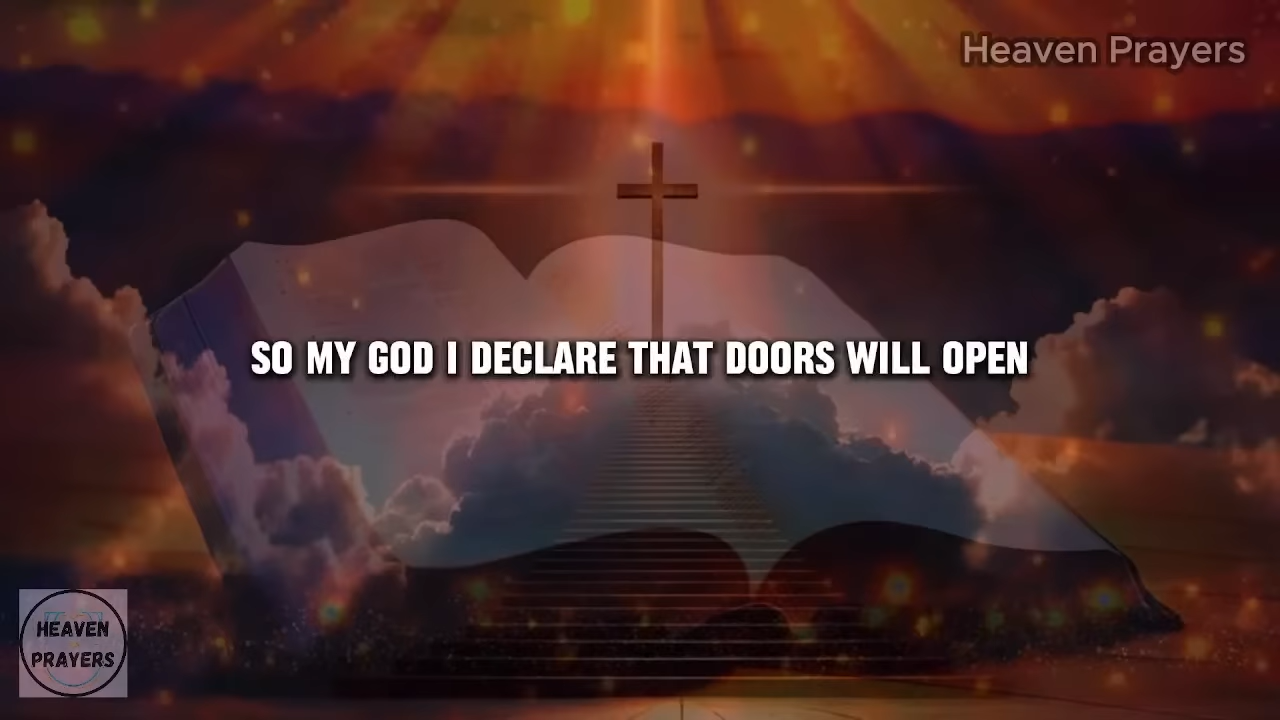 Heaven Prayers
SO MY GOD I DECLARE THAT DOORS WILL OPEN
HEAVEN
PRAYERS